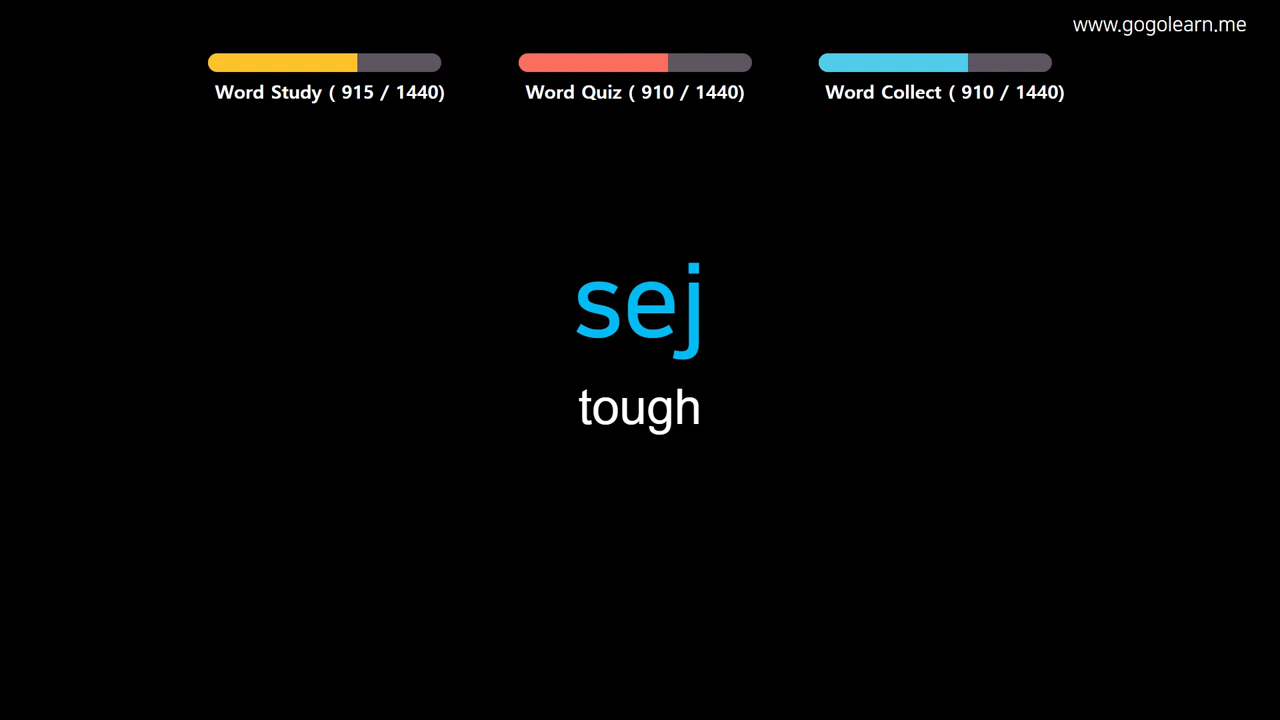 www.gogolearn.me
Word Study ( 915 / 1440)
Word Quiz ( 910 / 1440)
Word Collect ( 910 / 1440)
sej
tough